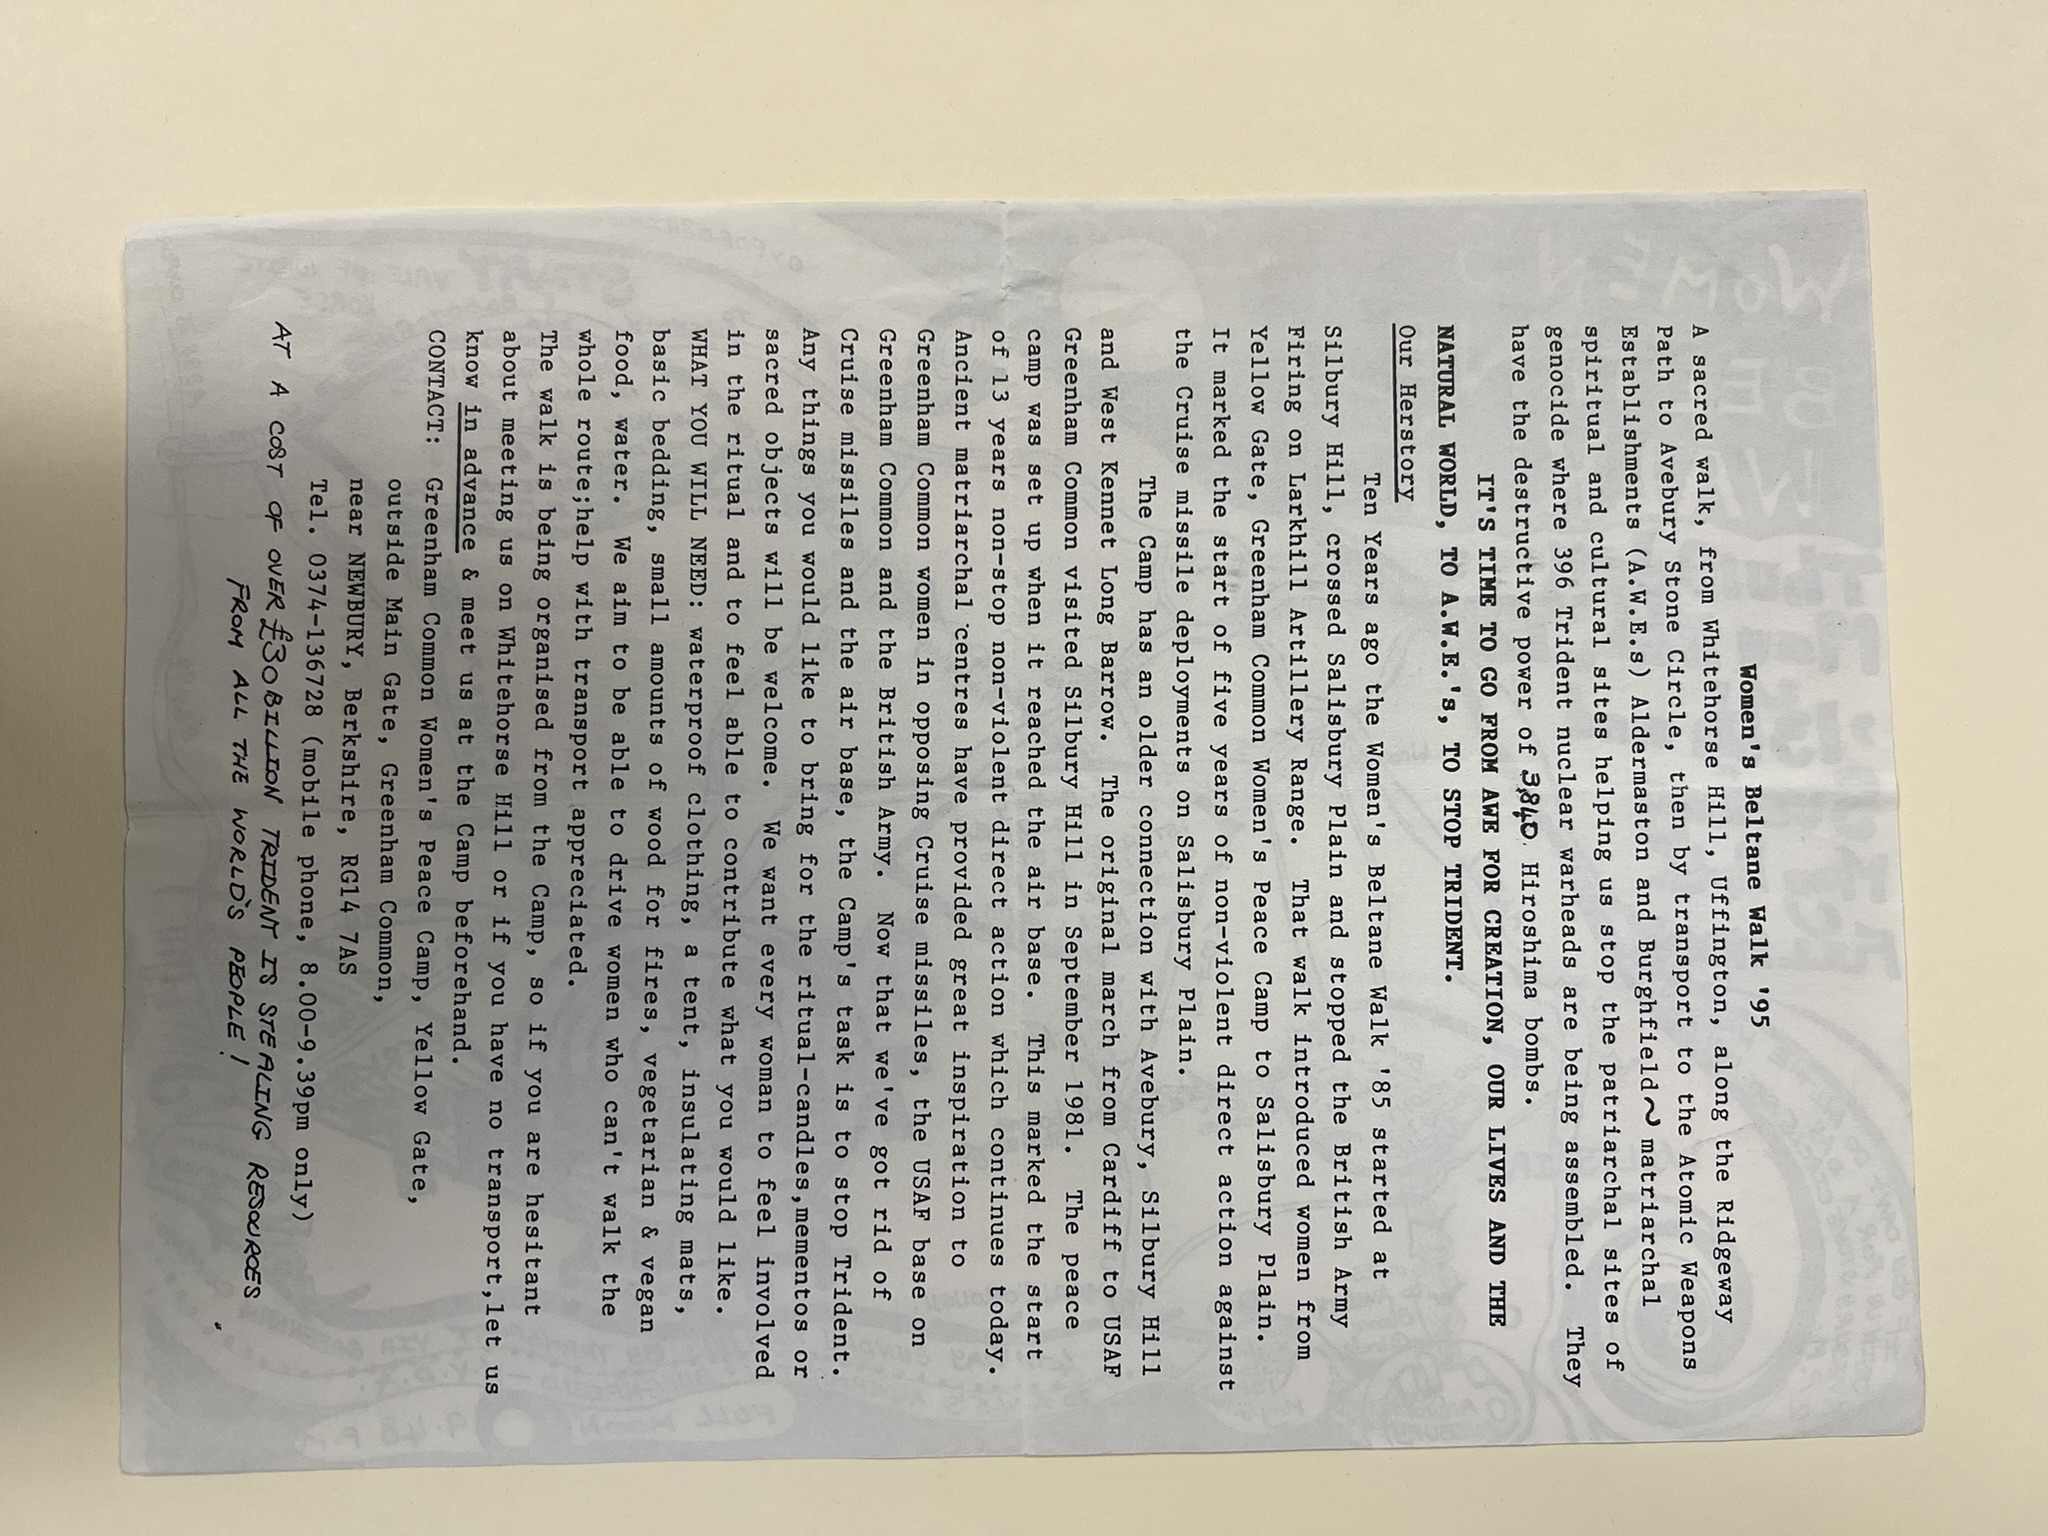 Women's Beltane Walk '95
A sacred walk, from Whitehorse Hill, Uffington, along the Ridgeway
Path to Avebury Stone Circle, then by transport to the Atomic Weapons
Establishments (A.W.E.s) Aldermaston and Burghfield~ matriarchal
spiritual and cultural sites helping us stop the patriarchal sites of
genocide where 396 Trident nuclear warheads are being assembled. They
have the destructive power of 3,840. Hiroshima bombs.
IT'S TIME TO GO FROM AWE FOR CREATION, OUR LIVES AND THE
NATURAL WORLD, TO A.W.E.'s, TO STOP TRIDENT.
Our Herstory
Ten Years ago the Women's Beltane Walk '85 started at
Silbury Hill, crossed Salisbury Plain and stopped the British Army
Firing on Larkhill Artillery Range. That walk introduced women from
Yellow Gate, Greenham Common Women's Peace Camp to Salisbury Plain.
It marked the start of five years of non-violent direct action against
the Cruise missile deployments on Salisbury Plain.
The Camp has an older connection with Avebury, Silbury Hill
and West Kennet Long Barrow. The original march from Cardiff to USAF
Greenham Common visited Silbury Hill in September 1981. The peace
camp was set up when it reached the air base. This marked the start
of 13 years non-stop non-violent direct action which continues today.
Ancient matriarchal centres have provided great inspiration to
Greenham Common women in opposing Cruise missiles, the USAF base on
Greenham Common and the British Army. Now that we've got rid of
Cruise missiles and the air base, the Camp's task is to stop Trident.
Any things you would like to bring for the ritual-candles,mementos or
sacred objects will be welcome. We want every woman to feel involved
in the ritual and to feel able to contribute what you would like.
WHAT YOU WILL NEED: waterproof clothing, a tent, insulating mats,
basic bedding, small amounts of wood for fires, vegetarian & vegan
food, water. We aim to be able to drive women who can't walk the
whole route;help with transport appreciated.
The walk is being organised from the Camp, so if you are hesitant
about meeting us on Whitehorse Hill or if you have no transport,let us
know in advance & meet us at the Camp beforehand.
CONTACT: Greenham Common Women's Peace Camp, Yellow Gate,
outside Main Gate, Greenham Common,
near NEWBURY, Berkshire, RG14 7AS
Tel. 0374-136728 (mobile phone, 8.00-9.39pm only)
AT A COST OF OVER £30 BILLION TRIDENT IS STEALING RESOURCES
FROM ALL THE WORLD'S PEOPLE!